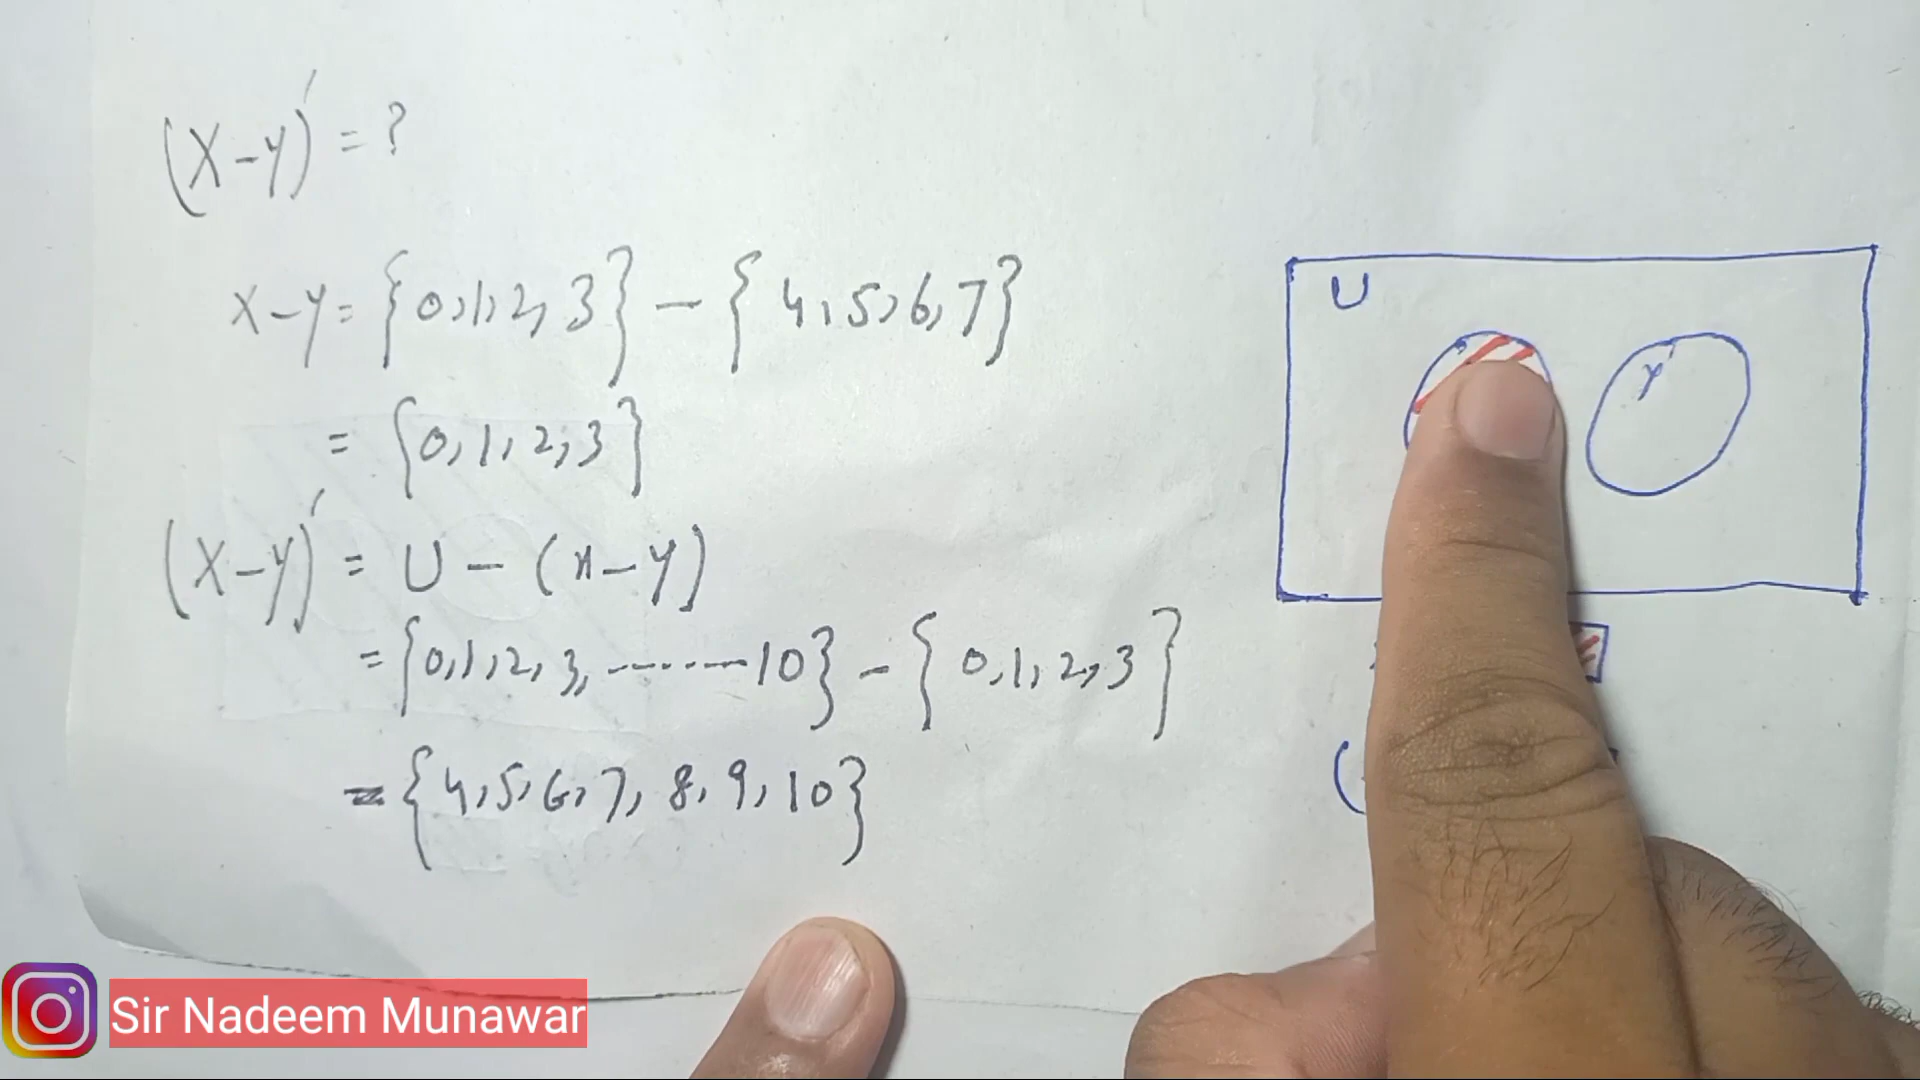 (X-Y)' = ?
X-Y = {0,1,2,3} - {4,5,6,7}
= {0,1,2,3}
(X-Y)' = U - (X-Y)
= {0,1,2,3,-------10} - {0,1,2,3}
= {4,5,6,7,8,9,10}
U
Y
(
Sir Nadeem Munawar